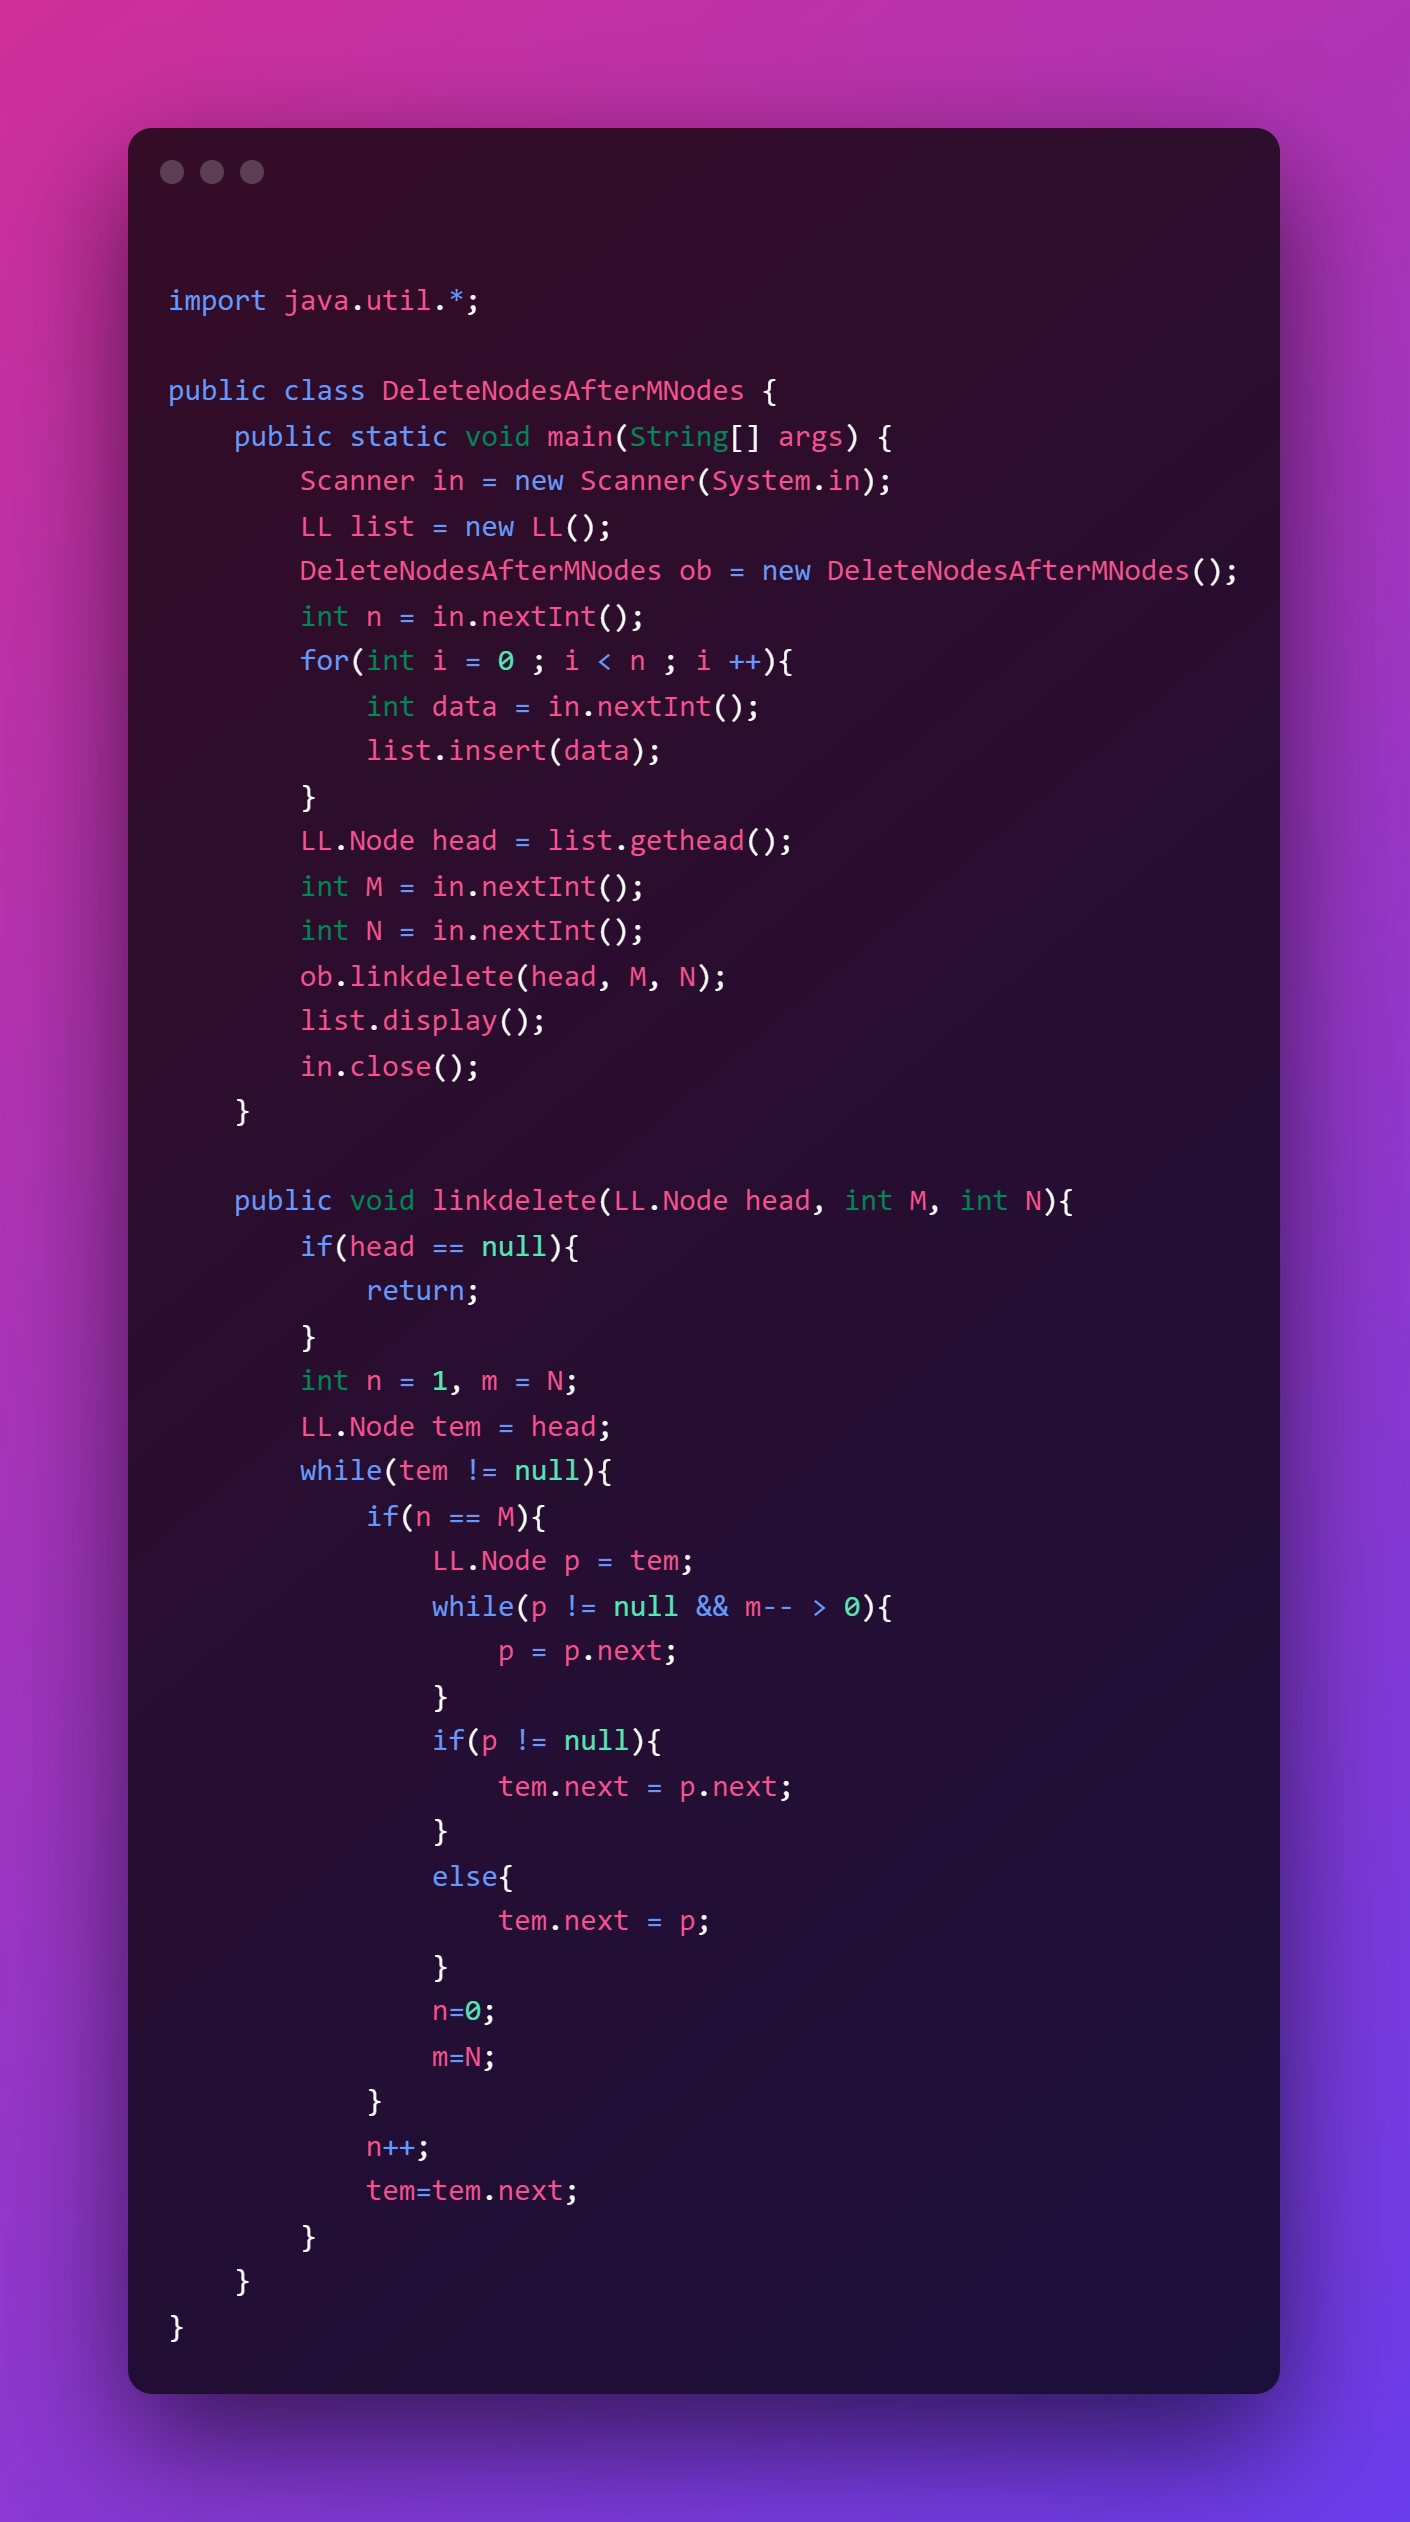 import java.util.*;

public class DeleteNodesAfterMNodes {
    public static void main(String[] args) {
        Scanner in = new Scanner(System.in);
        LL list = new LL();
        DeleteNodesAfterMNodes ob = new DeleteNodesAfterMNodes();
        int n = in.nextInt();
        for(int i = 0 ; i < n ; i ++){
            int data = in.nextInt();
            list.insert(data);
        }
        LL.Node head = list.gethead();
        int M = in.nextInt();
        int N = in.nextInt();
        ob.linkdelete(head, M, N);
        list.display();
        in.close();
    }

    public void linkdelete(LL.Node head, int M, int N){
        if(head == null){
            return;
        }
        int n = 1, m = N;
        LL.Node tem = head;
        while(tem != null){
            if(n == M){
                LL.Node p = tem;
                while(p != null && m-- > 0){
                    p = p.next;
                }
                if(p != null){
                    tem.next = p.next;
                }
                else{
                    tem.next = p;
                }
                n=0;
                m=N;
            }
            n++;
            tem=tem.next;
        }
    }
}